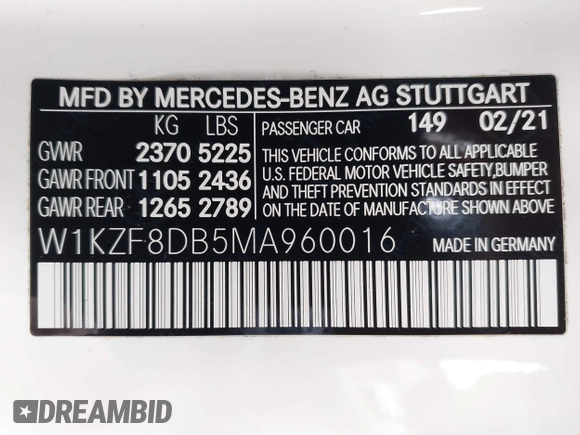 MFD BY MERCEDES-BENZ AG STUTTGART
KG LBS PASSENGER CAR 149 02/21
GVWR 2370 5225
GAWR FRONT 1105 2436
GAWR REAR 1265 2789
THIS VEHICLE CONFORMS TO ALL APPLICABLE
U.S. FEDERAL MOTOR VEHICLE SAFETY,BUMPER
AND THEFT PREVENTION STANDARDS IN EFFECT
ON THE DATE OF MANUFACTURE SHOWN ABOVE
W1KZF8DB5MA960016 MADE IN GERMANY
DREAMBID